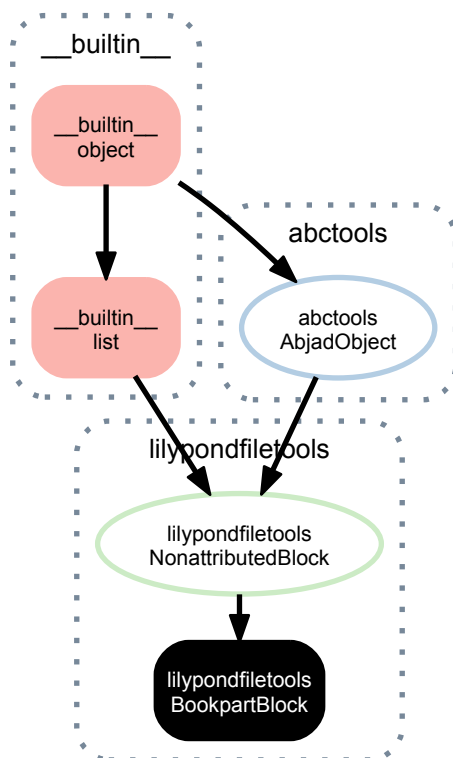 __builtin__
__builtin__
object
abctools
__builtin__
list
abctools
AbjadObject
lilypondfiletools
lilypondfiletools
NonattributedBlock
lilypondfiletools
BookpartBlock